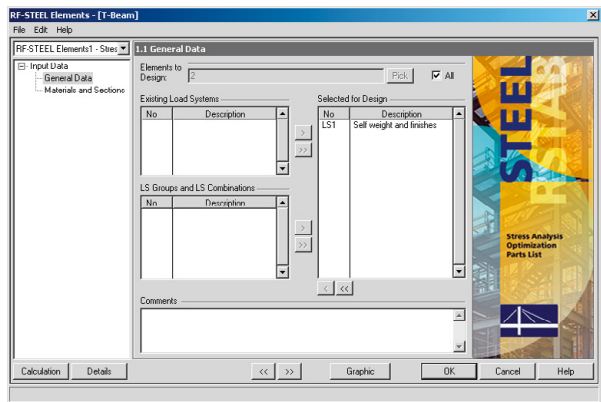 RF-STEEL Elements - [T-Beam]
File Edit Help
RF-STEEL Elements1 - Stres
1.1 General Data
Input Data
General Data
Materials and Sections
Elements to
Design:
2
Pick
All
Existing Load Systems
No Description
Selected for Design
No Description
LS1 Self weight and finishes
>
>>
LS Groups and LS Combinations
No Description
>
>>
< <<
Comments
STEEL
RSTAB
Stress Analysis
Optimization
Parts List
Calculation Details << >> Graphic OK Cancel Help